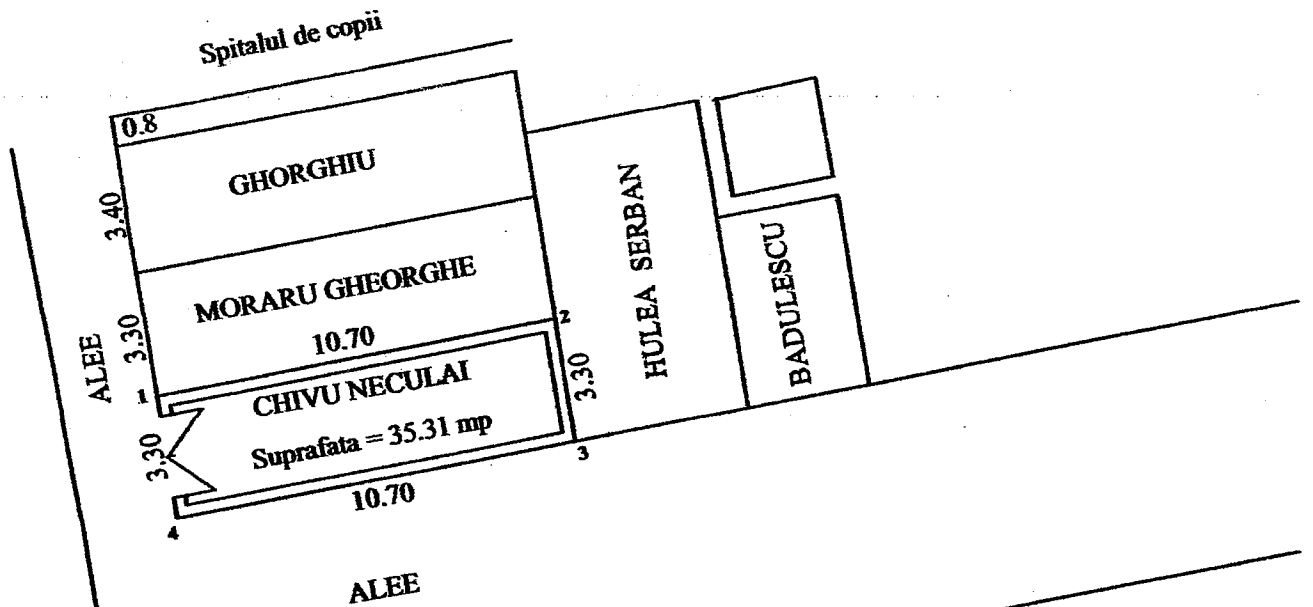 Spitalul de copii
0.8
GHORGHIU
3.40
MORARU GHEORGHE
3.30
10.70
ALEE
1
2
CHIVU NECULAI
Suprafata = 35.31 mp
3.30
3.30
10.70
3
4
HULEA SERBAN
BADULESCU
ALEE